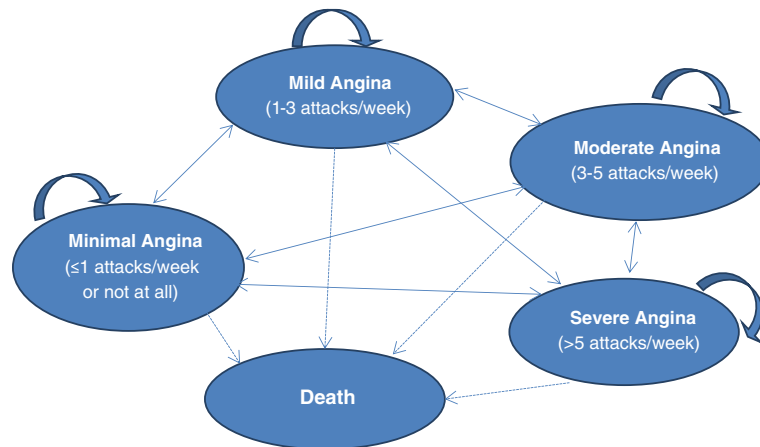 Mild Angina
(1-3 attacks/week)
Moderate Angina
(3-5 attacks/week)
Minimal Angina
(≤1 attacks/week
or not at all)
Severe Angina
(>5 attacks/week)
Death